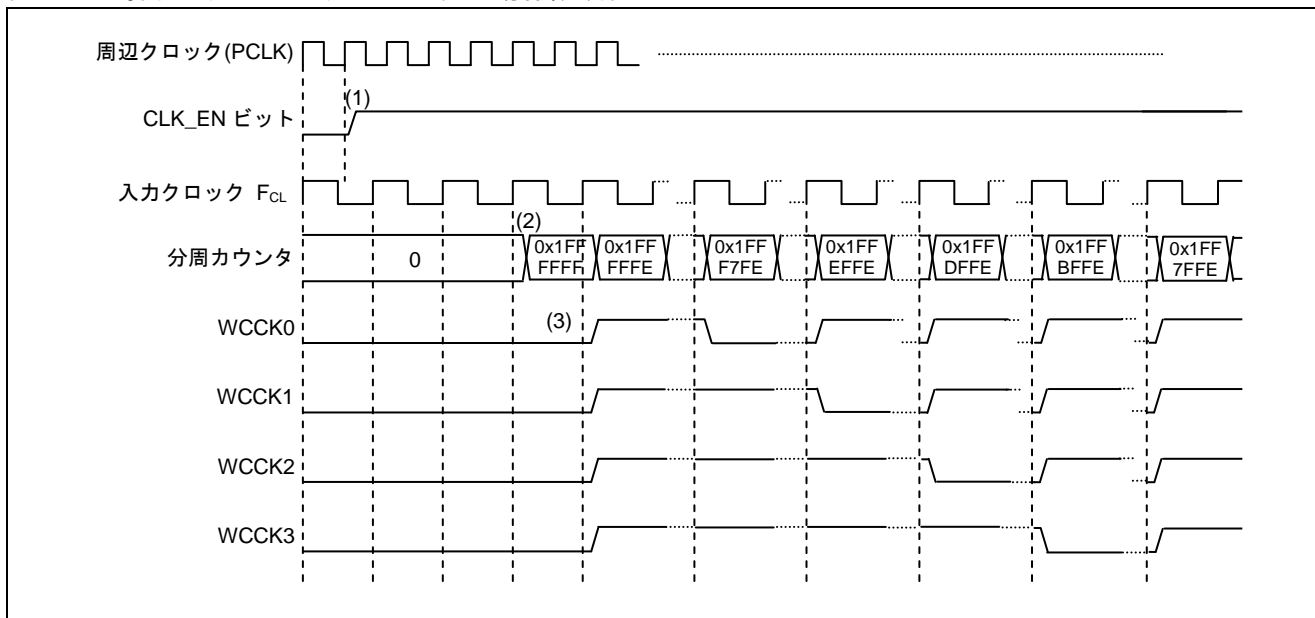 周辺クロック(PCLK)
(1)
CLK_EN ビット
入力クロック FCL
(2)
分周カウンタ
0
0x1FF
FFFF
0x1FF
FFFE
0x1FF
F7FE
0x1FF
EFFE
0x1FF
DFFE
0x1FF
BFFE
0x1FF
7FFE
WCCK0
(3)
WCCK1
WCCK2
WCCK3